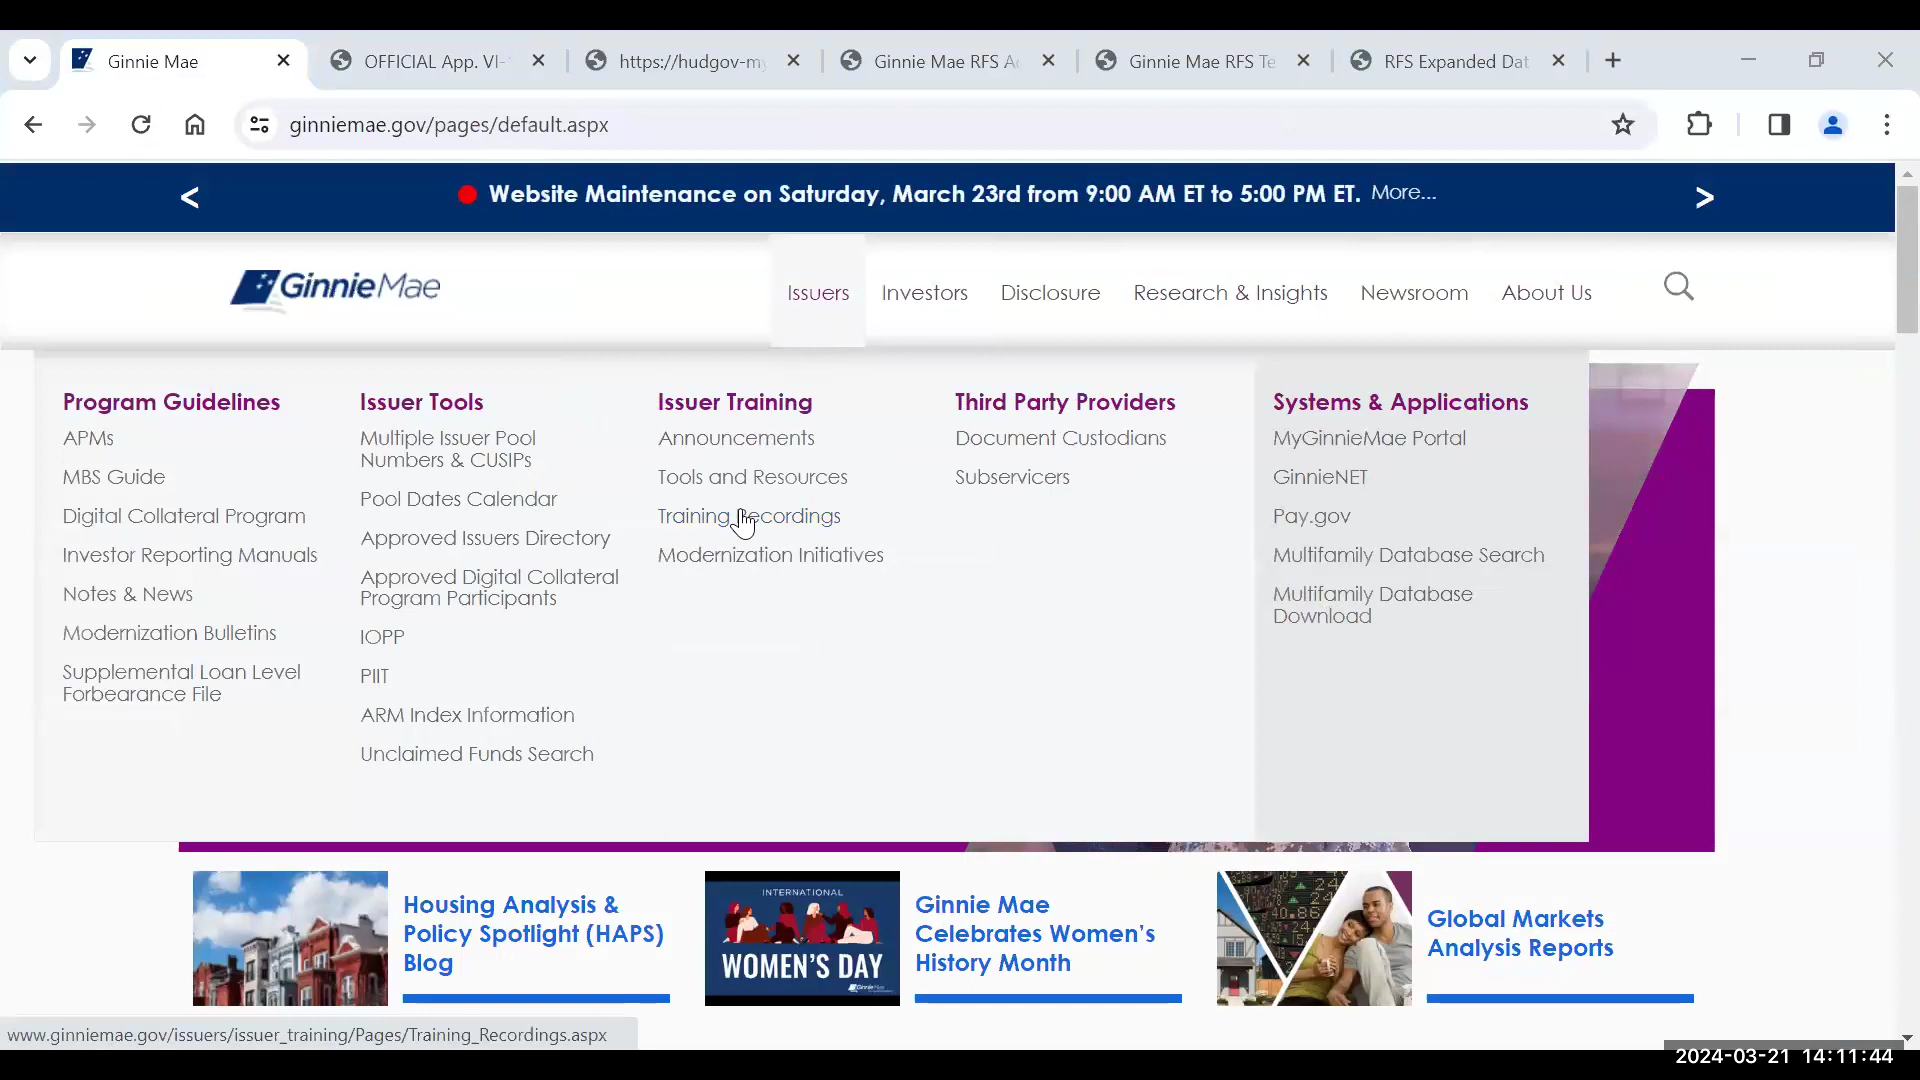 Ginnie Mae
OFFICIAL App. VI-
https://hudgov-my
Ginnie Mae RFS A
Ginnie Mae RFS Te
RFS Expanded Dat
ginniemae.gov/pages/default.aspx
< Website Maintenance on Saturday, March 23rd from 9:00 AM ET to 5:00 PM ET. More... >
GinnieMae
Issuers
Investors
Disclosure
Research & Insights
Newsroom
About Us
Program Guidelines
APMs
MBS Guide
Digital Collateral Program
Investor Reporting Manuals
Notes & News
Modernization Bulletins
Supplemental Loan Level
Forbearance File
Issuer Tools
Multiple Issuer Pool
Numbers & CUSIPs
Pool Dates Calendar
Approved Issuers Directory
Approved Digital Collateral
Program Participants
IOPP
PIIT
ARM Index Information
Unclaimed Funds Search
Issuer Training
Announcements
Tools and Resources
Training Recordings
Modernization Initiatives
Third Party Providers
Document Custodians
Subservicers
Systems & Applications
MyGinnieMae Portal
GinnieNET
Pay.gov
Multifamily Database Search
Multifamily Database
Download
Housing Analysis &
Policy Spotlight (HAPS)
Blog
INTERNATIONAL
WOMEN'S DAY
GinnieMae
Ginnie Mae
Celebrates Women's
History Month
Global Markets
Analysis Reports
www.ginniemae.gov/issuers/issuer_training/Pages/Training_Recordings.aspx
2024-03-21 14:11:44